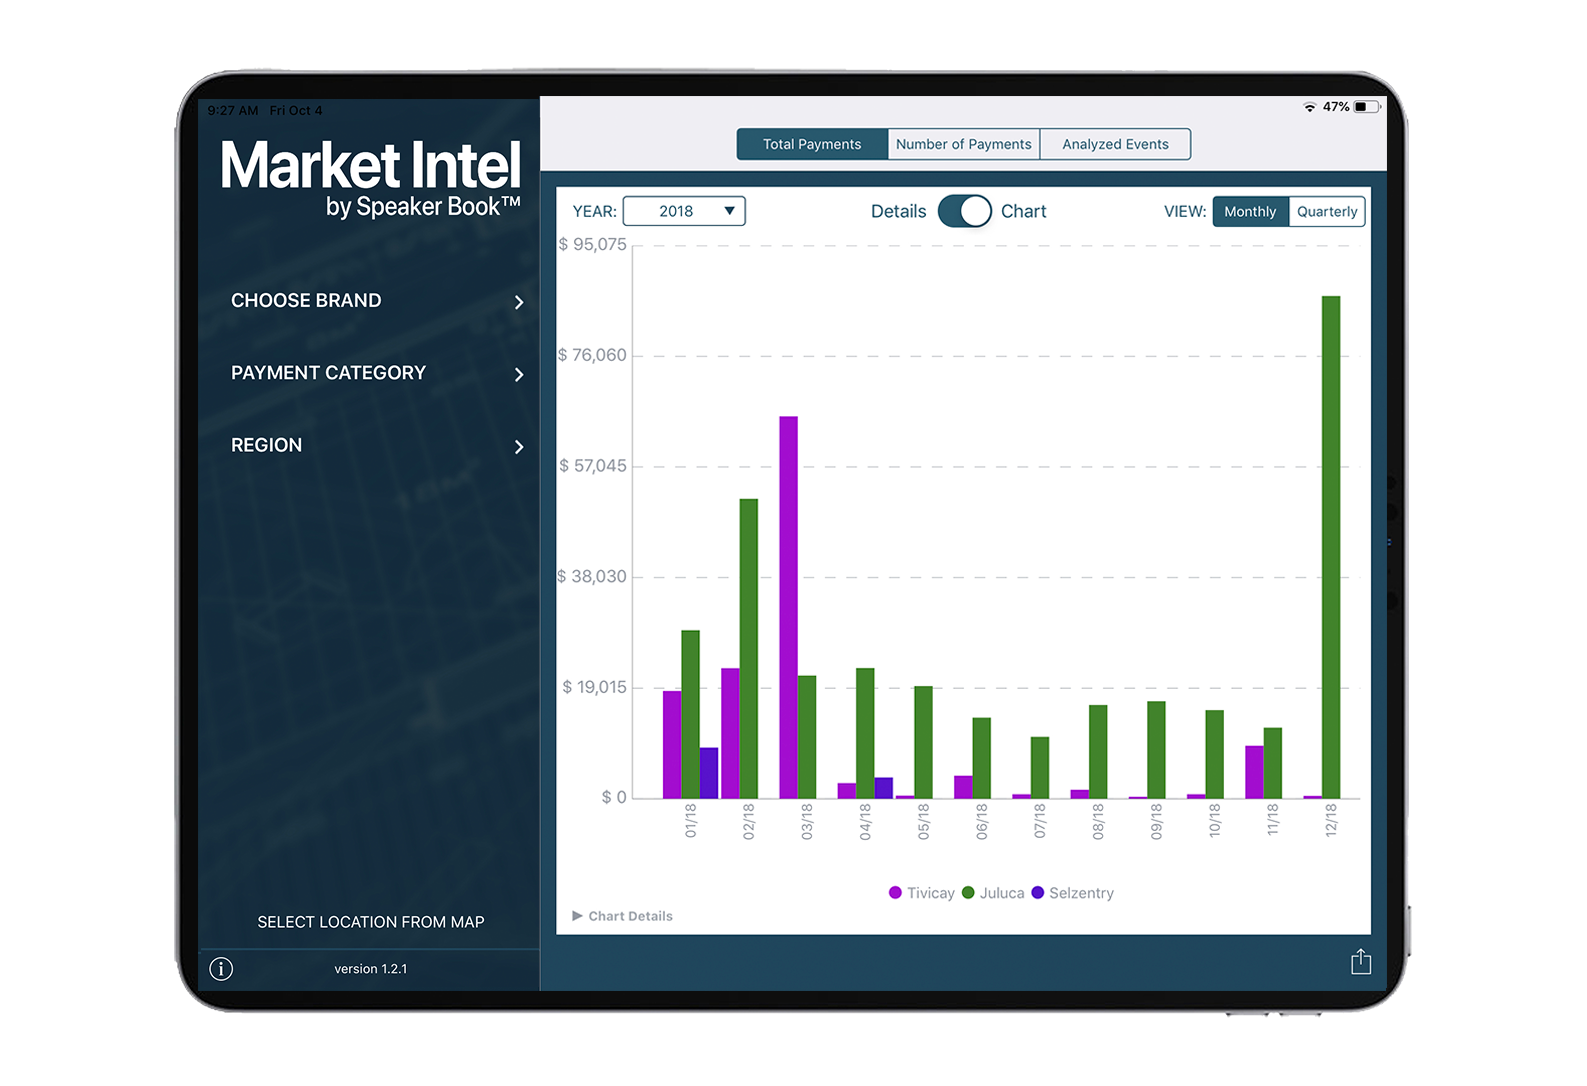 9:27 AM Fri Oct 4
47%
Market Intel
by Speaker Book™
CHOOSE BRAND
PAYMENT CATEGORY
REGION
SELECT LOCATION FROM MAP
version 1.2.1
Total Payments Number of Payments Analyzed Events
YEAR: 2018 Details Chart VIEW: Monthly Quarterly
$ 95,075
$ 76,060
$ 57,045
$ 38,030
$ 19,015
$ 0
01/18 02/18 03/18 04/18 05/18 06/18 07/18 08/18 09/18 10/18 11/18 12/18
Tivicay Juluca Selzentry
Chart Details